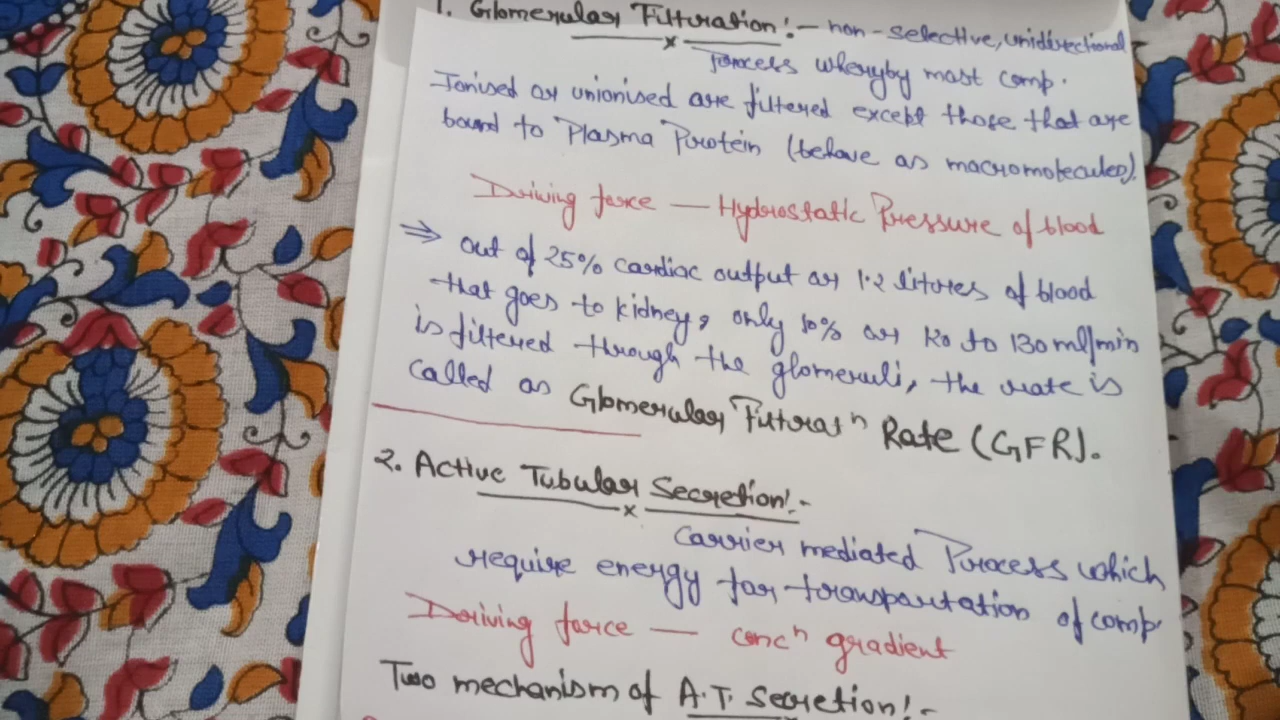 1. Glomerular Filturation:- non-selective, unidirectional
Process whereby most comp.
Ionised or unionised are filtered except those that are
bound to Plasma Protein (behave as macromolecules).
Driving force — Hydrostatic Pressure of blood
⇒ out of 25% cardiac output or 1.2 litres of blood
that goes to kidney, only 10% or 120 to 130 ml/min
is filtered through the glomeruli, the rate is
called as Glomerular Filturatn Rate (GFR).
2. Active Tubular Secretion:-
Carrier mediated Process which
require energy for transportation of comp.
Driving force — concn gradient
Two mechanism of A.T. Secretion:-